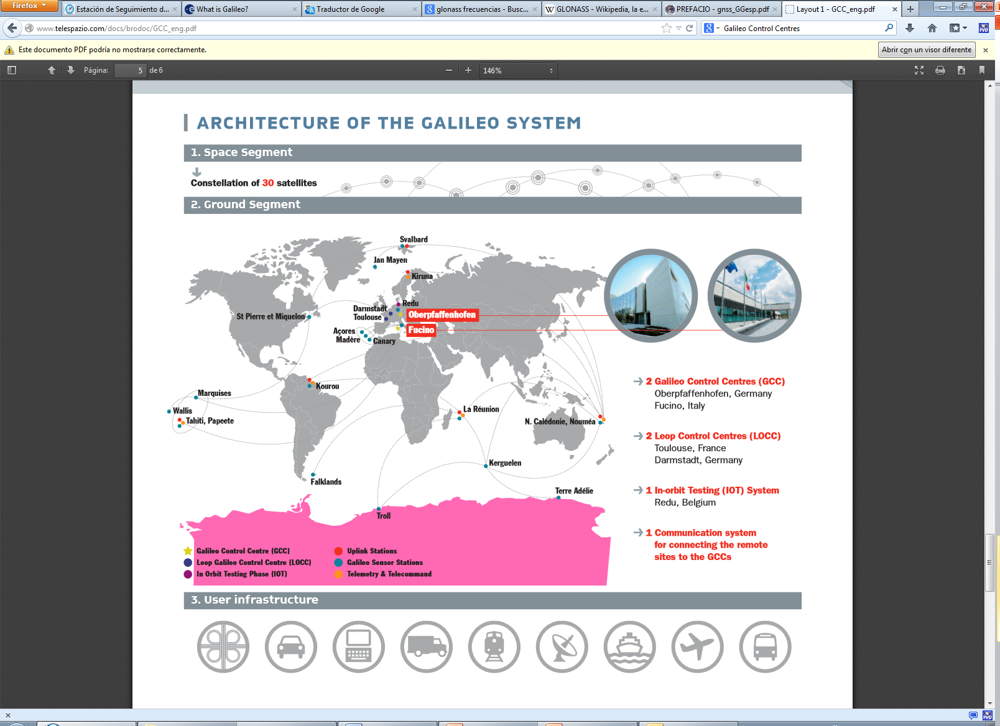 Firefox
Estación de Seguimiento d...
What is Galileo?
Traductor de Google
glonass frecuencias - Busc...
GLONASS - Wikipedia, la e...
PREFACIO - gnss_GGesp.pdf
Layout 1 - GCC_eng.pdf
www.telespazio.com/docs/brodoc/GCC_eng.pdf
Galileo Control Centres
Este documento PDF podría no mostrarse correctamente.
Abrir con un visor diferente
Página: 5 de 6
146%
ARCHITECTURE OF THE GALILEO SYSTEM
1. Space Segment
Constellation of 30 satellites
2. Ground Segment
Svalbard
Jan Mayen
Kiruna
Redu
Darmstadt
Toulouse
St Pierre et Miquelon
Oberpfaffenhofen
Fucino
Açores
Madère
Canary
Kourou
Marquises
Wallis
Tahiti, Papeete
La Réunion
N. Calédonie, Nouméa
Kerguelen
Falklands
Terre Adélie
Troll
2 Galileo Control Centres (GCC)
Oberpfaffenhofen, Germany
Fucino, Italy
2 Leop Control Centres (LOCC)
Toulouse, France
Darmstadt, Germany
1 In-orbit Testing (IOT) System
Redu, Belgium
1 Communication system
for connecting the remote
sites to the GCCs
Galileo Control Centre (GCC)
Leop Galileo Control Centre (LOCC)
In Orbit Testing Phase (IOT)
Uplink Stations
Galileo Sensor Stations
Telemetry & Telecommand
3. User infrastructure